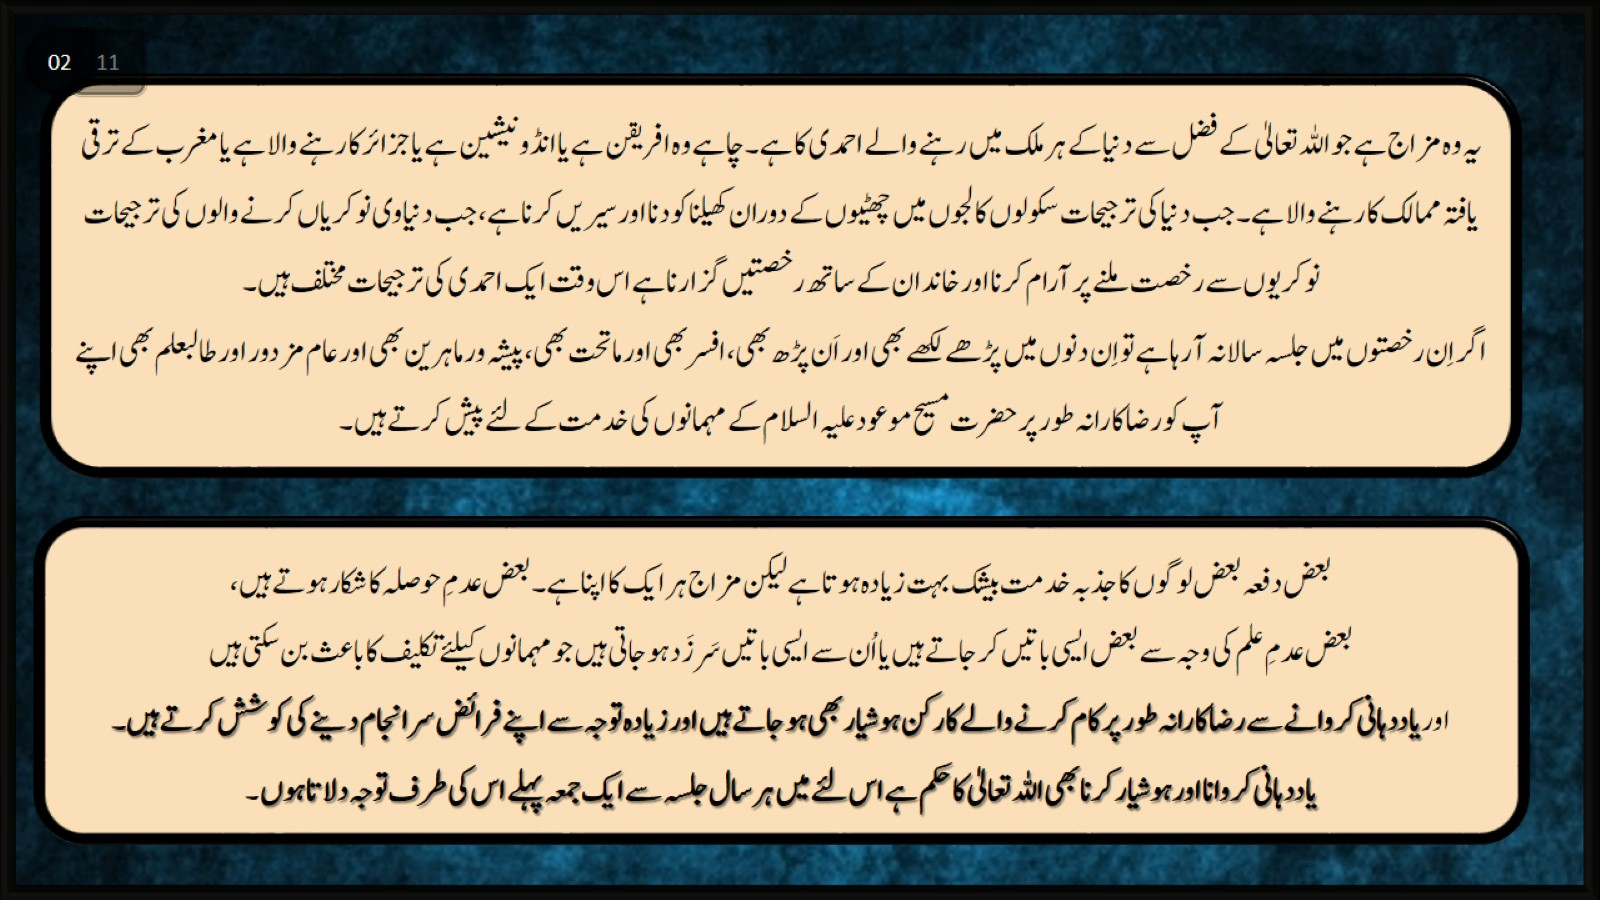 02 11
یہ وہ مزاج ہے جو اللہ تعالیٰ کے فضل سے دنیا کے ہر ملک میں رہنے والے احمدی کا ہے۔ چاہے وہ افریقن ہے یا انڈونیشین ہے یا جزائر کا رہنے والا ہے یا مغرب کے ترقی
یافتہ ممالک کا رہنے والا ہے۔ جب دنیا کی ترجیحات سکولوں کالجوں میں چھٹیوں کے دوران کھیلنا کودنا اور سیریں کرنا ہے، جب دنیاوی نوکریاں کرنے والوں کی ترجیحات
نوکریوں سے رخصت ملنے پر آرام کرنا اور خاندان کے ساتھ رخصتیں گزارنا ہے اس وقت ایک احمدی کی ترجیحات مختلف ہیں۔
اگر اِن رخصتوں میں جلسہ سالانہ آ رہا ہے تو اِن دنوں میں پڑھے لکھے بھی اور اَن پڑھ بھی، افسر بھی اور ماتحت بھی، پیشہ ور ماہرین بھی اور عام مزدور اور طالبعلم بھی اپنے
آپ کو رضاکارانہ طور پر حضرت مسیح موعود علیہ السلام کے مہمانوں کی خدمت کے لئے پیش کرتے ہیں۔
بعض دفعہ بعض لوگوں کا جذبہ خدمت بیشک بہت زیادہ ہوتا ہے لیکن مزاج ہر ایک کا اپنا ہے۔ بعض عدمِ حوصلہ کا شکار ہوتے ہیں،
بعض عدمِ علم کی وجہ سے بعض ایسی باتیں کر جاتے ہیں یا اُن سے ایسی باتیں سَرزَد ہو جاتی ہیں جو مہمانوں کیلئے تکلیف کا باعث بن سکتی ہیں
اور یاددہانی کروانے سے رضاکارانہ طور پر کام کرنے والے کارکن ہوشیار بھی ہو جاتے ہیں اور زیادہ توجہ سے اپنے فرائض سرانجام دینے کی کوشش کرتے ہیں۔
یاددہانی کروانا اور ہوشیار کرنا بھی اللہ تعالیٰ کا حکم ہے اس لئے میں ہر سال جلسہ سے ایک جمعہ پہلے اس کی طرف توجہ دلاتا ہوں۔